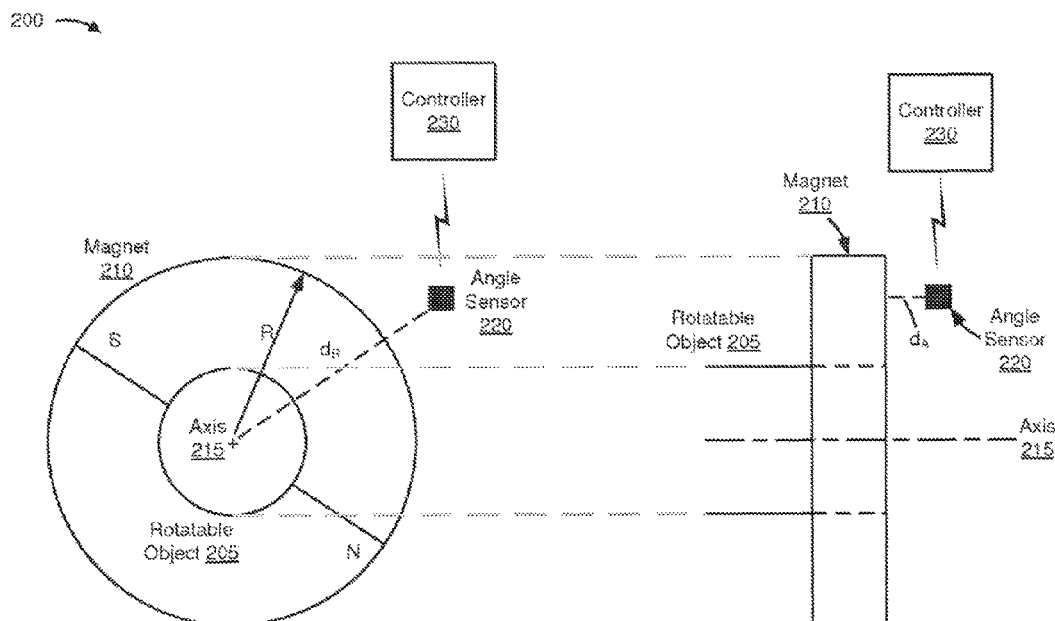 200
Controller
230
Magnet
210
S
R
dR
Angle
Sensor
220
Axis
215
N
Rotatable
Object 205
Controller
230
Magnet
210
Rotatable
Object 205
dA
Angle
Sensor
220
Axis
215